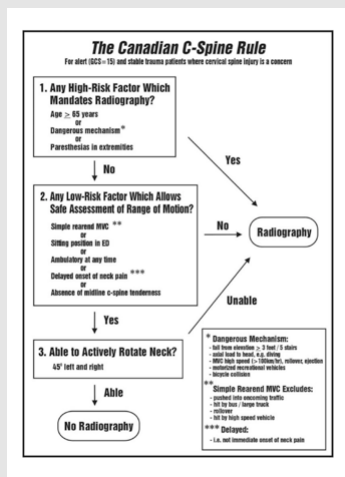 The Canadian C-Spine Rule
For alert (GCS=15) and stable trauma patients where cervical spine injury is a concern
1. Any High-Risk Factor Which
Mandates Radiography?
Age ≥ 65 years
or
Dangerous mechanism *
or
Paresthesias in extremities
No
Yes
2. Any Low-Risk Factor Which Allows
Safe Assessment of Range of Motion?
Simple rearend MVC **
or
Sitting position in ED
or
Ambulatory at any time
or
Delayed onset of neck pain ***
or
Absence of midline c-spine tenderness
No
Radiography
Yes
Unable
3. Able to Actively Rotate Neck?
45° left and right
Able
No Radiography
* Dangerous Mechanism:
- fall from elevation ≥ 3 feet / 5 stairs
- axial load to head, e.g. diving
- MVC high speed (>100km/hr), rollover, ejection
- motorized recreational vehicles
- bicycle collision
** Simple Rearend MVC Excludes:
- pushed into oncoming traffic
- hit by bus / large truck
- rollover
- hit by high speed vehicle
*** Delayed:
- i.e. not immediate onset of neck pain